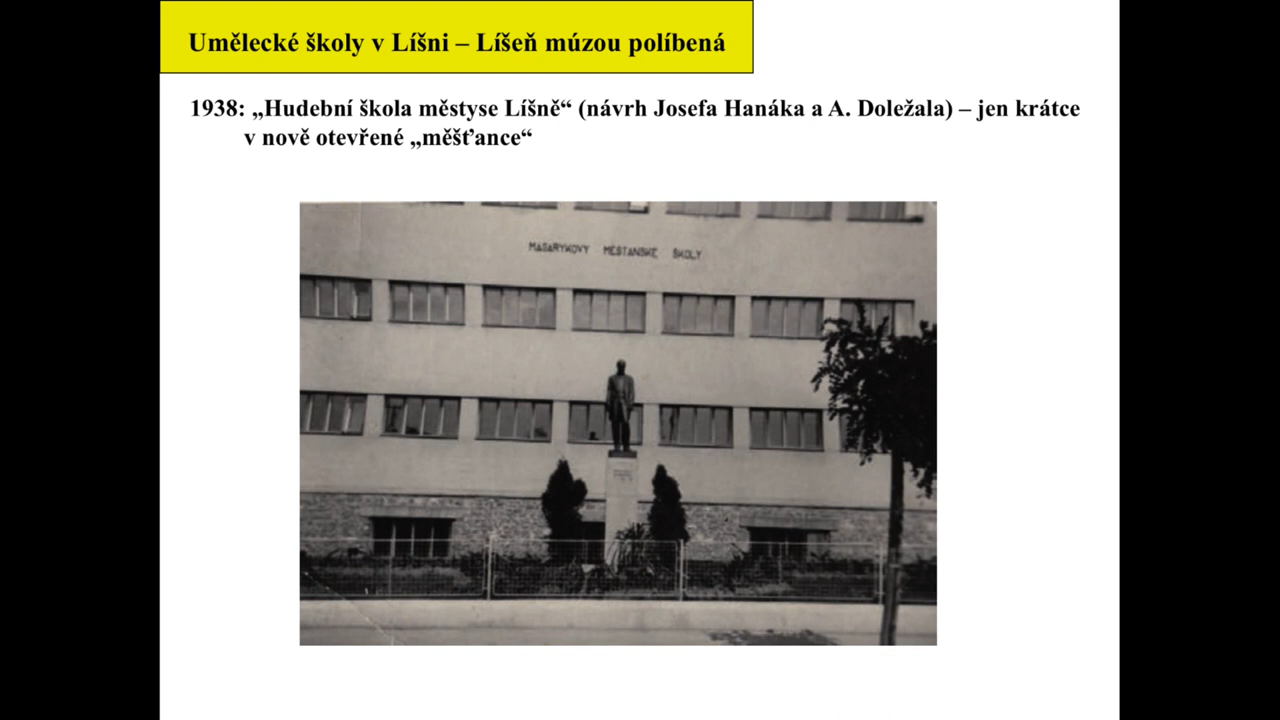 Umělecké školy v Líšni – Líšeň múzou políbená
1938: „Hudební škola městyse Líšně“ (návrh Josefa Hanáka a A. Doležala) – jen krátce
v nově otevřené „měšťance“
MASARYKOVY MĚŠŤANSKÉ ŠKOLY